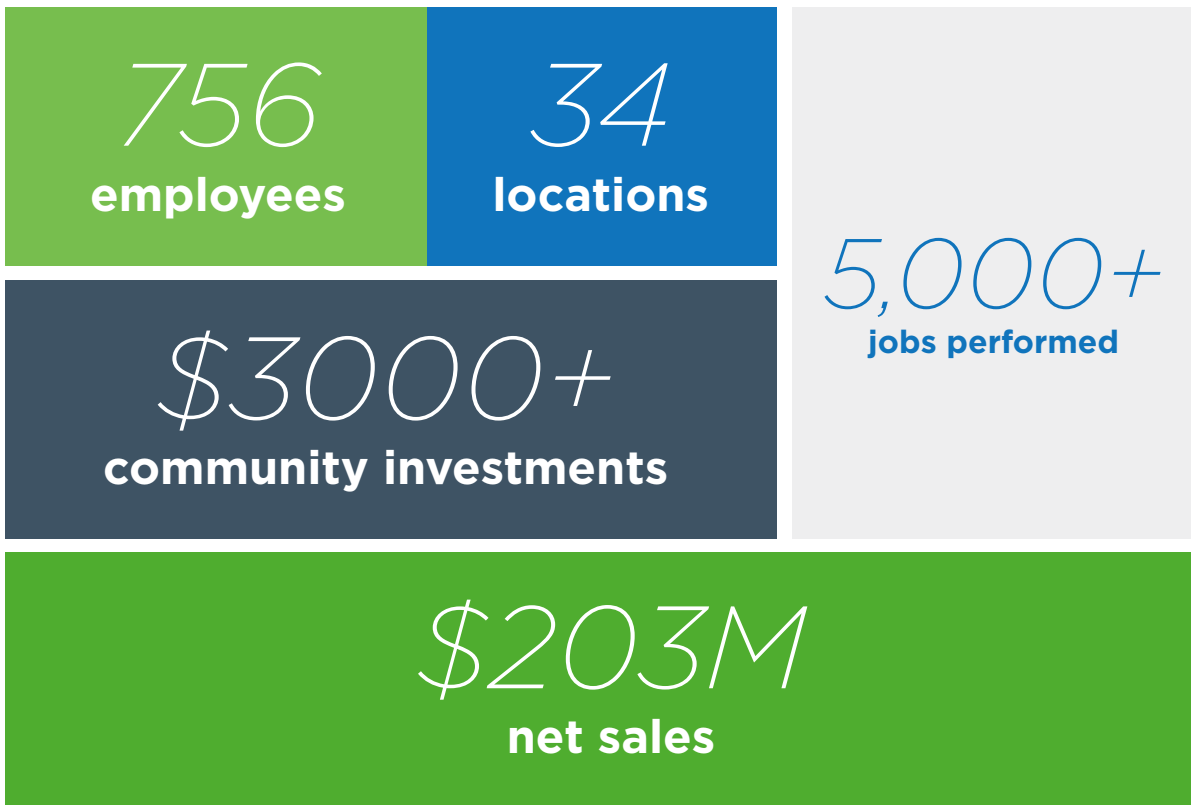 756
employees
34
locations
5,000+
jobs performed
$3000+
community investments
$203M
net sales